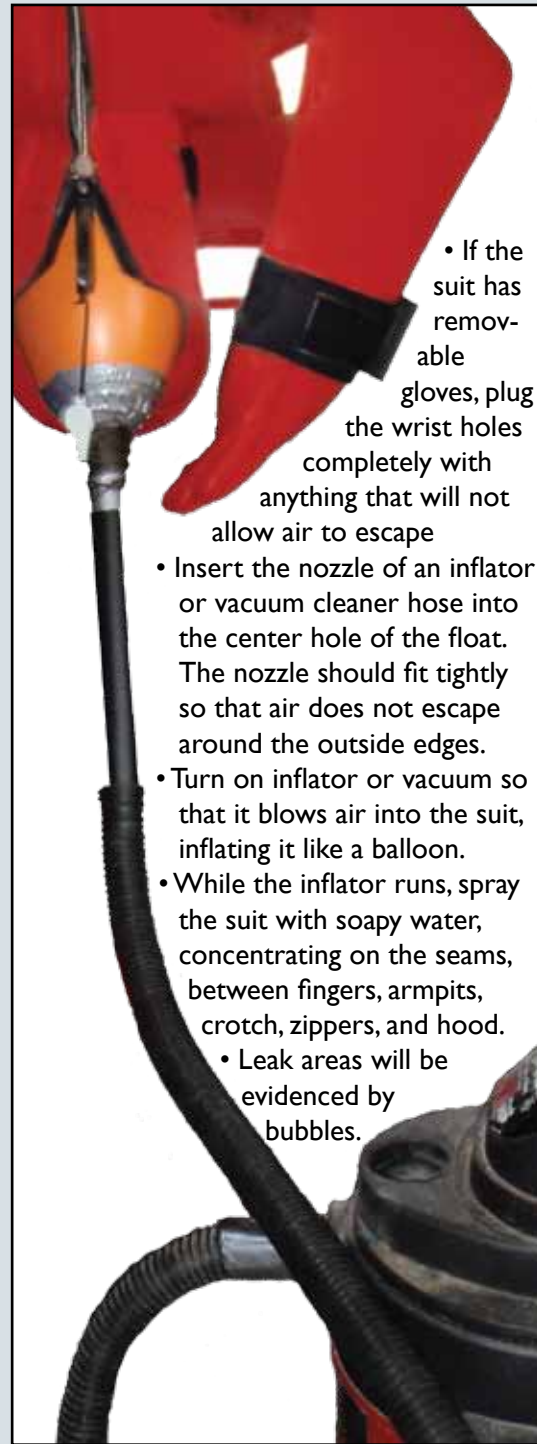 • If the
suit has
remov-
able
gloves, plug
the wrist holes
completely with
anything that will not
allow air to escape
• Insert the nozzle of an inflator
or vacuum cleaner hose into
the center hole of the float.
The nozzle should fit tightly
so that air does not escape
around the outside edges.
• Turn on inflator or vacuum so
that it blows air into the suit,
inflating it like a balloon.
• While the inflator runs, spray
the suit with soapy water,
concentrating on the seams,
between fingers, armpits,
crotch, zippers, and hood.
• Leak areas will be
evidenced by
bubbles.